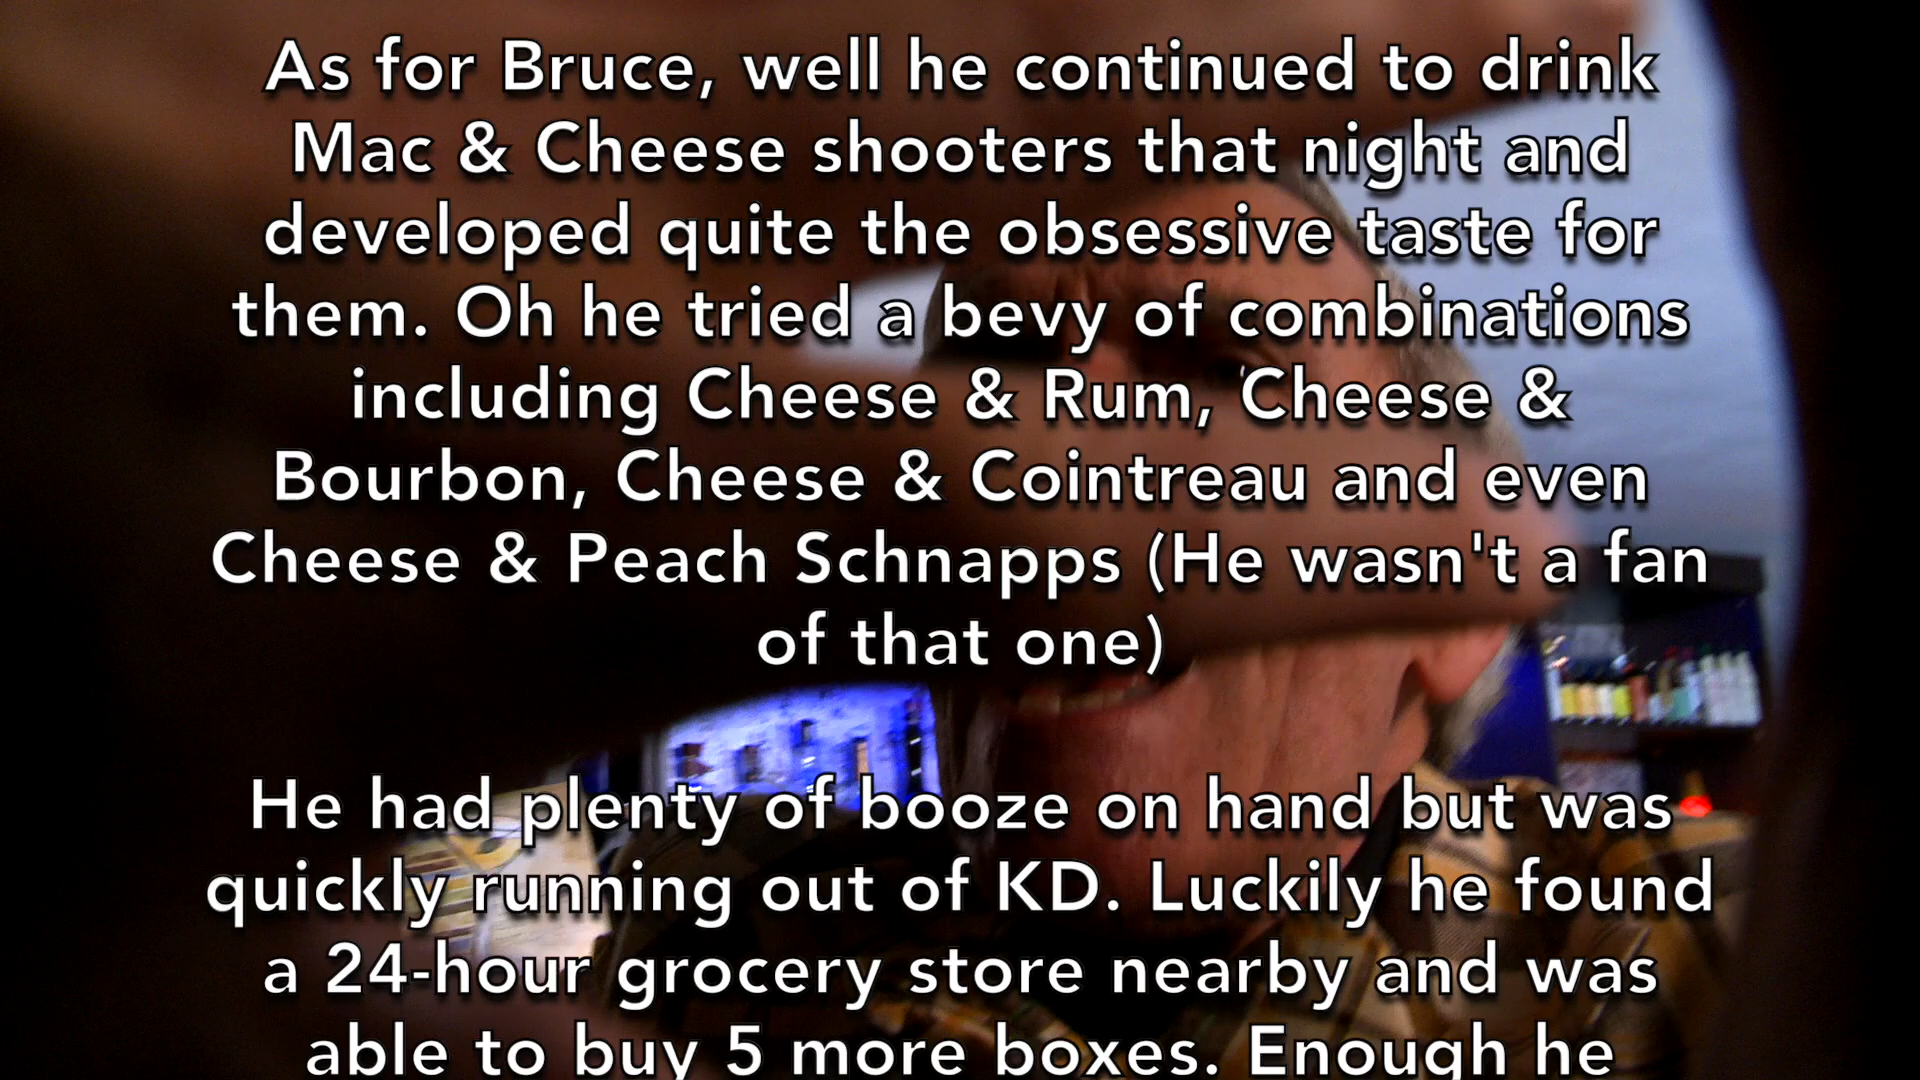 As for Bruce, well he continued to drink
Mac & Cheese shooters that night and
developed quite the obsessive taste for
them. Oh he tried a bevy of combinations
including Cheese & Rum, Cheese &
Bourbon, Cheese & Cointreau and even
Cheese & Peach Schnapps (He wasn't a fan
of that one)
He had plenty of booze on hand but was
quickly running out of KD. Luckily he found
a 24-hour grocery store nearby and was
able to buy 5 more boxes. Enough he